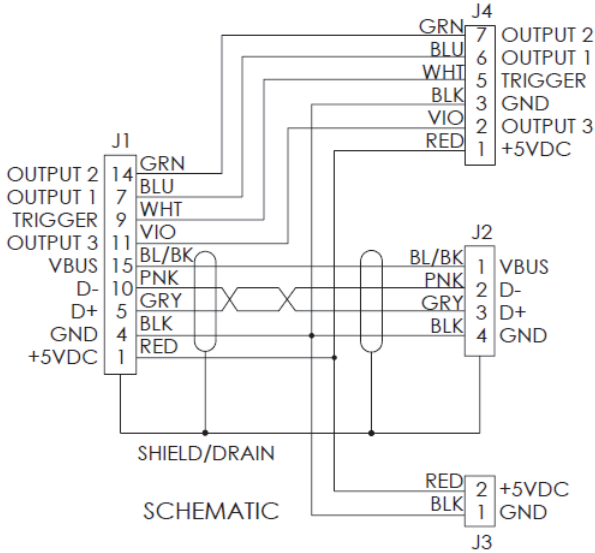 J4
GRN 7 OUTPUT 2
BLU 6 OUTPUT 1
WHT 5 TRIGGER
BLK 3 GND
VIO 2 OUTPUT 3
RED 1 +5VDC
J1
OUTPUT 2 14 GRN
OUTPUT 1 7 BLU
TRIGGER 9 WHT
OUTPUT 3 11 VIO
VBUS 15 BL/BK
D- 10 PNK
D+ 5 GRY
GND 4 BLK
+5VDC 1 RED
J2
BL/BK 1 VBUS
PNK 2 D-
GRY 3 D+
BLK 4 GND
SHIELD/DRAIN
SCHEMATIC
RED 2 +5VDC
BLK 1 GND
J3